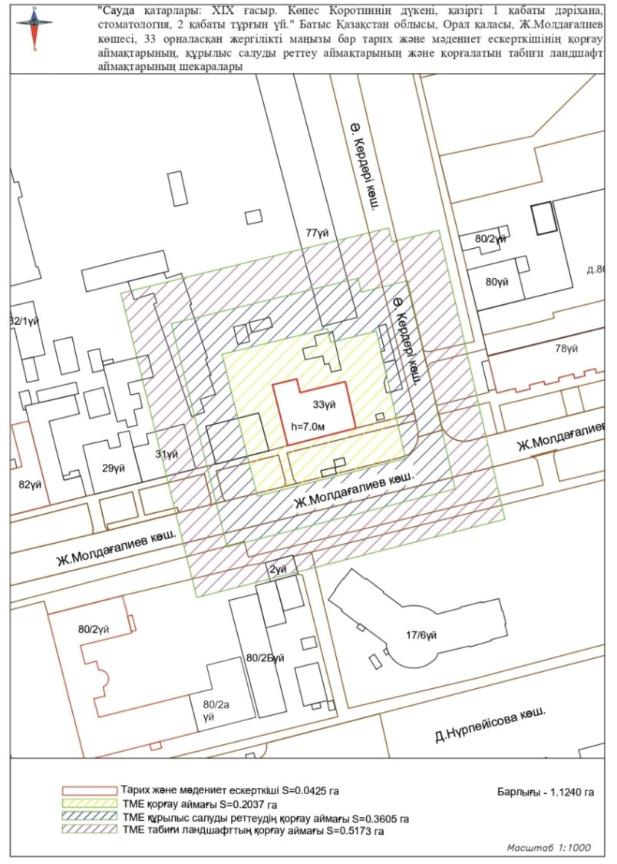 "Сауда қатарлары: XIX ғасыр. Көпес Коротиннің дүкені, қазіргі 1 қабаты дәріхана,
стоматология, 2 қабаты тұрғын үй." Батыс Қазақстан облысы, Орал қаласы, Ж.Молдағалиев
көшесі, 33 орналасқан жергілікті маңызы бар тарих және мәдениет ескерткішінің қорғау
аймақтарының, құрылыс салуды реттеу аймақтарының және қорғалатын табиғи ландшафт
аймақтарының шекаралары
Ә. Кердері көш.
77үй
80/2үй
80үй
д.80
32/1үй
Ә. Кердері көш.
78үй
33үй
h=7.0м
Ж.Молдағалиев
31үй
29үй
82үй
Ж.Молдағалиев көш.
Ж.Молдағалиев көш.
2үй
80/2үй
17/6үй
80/2Бүй
80/2а
үй
Д.Нүрпейісова көш.
Тарих және мәдениет ескерткіші S=0.0425 га
Барлығы - 1.1240 га
ТМЕ қорғау аймағы S=0.2037 га
ТМЕ құрылыс салуды реттеудің қорғау аймағы S=0.3605 га
ТМЕ табиғи ландшафттың қорғау аймағы S=0.5173 га
Масштаб 1:1000